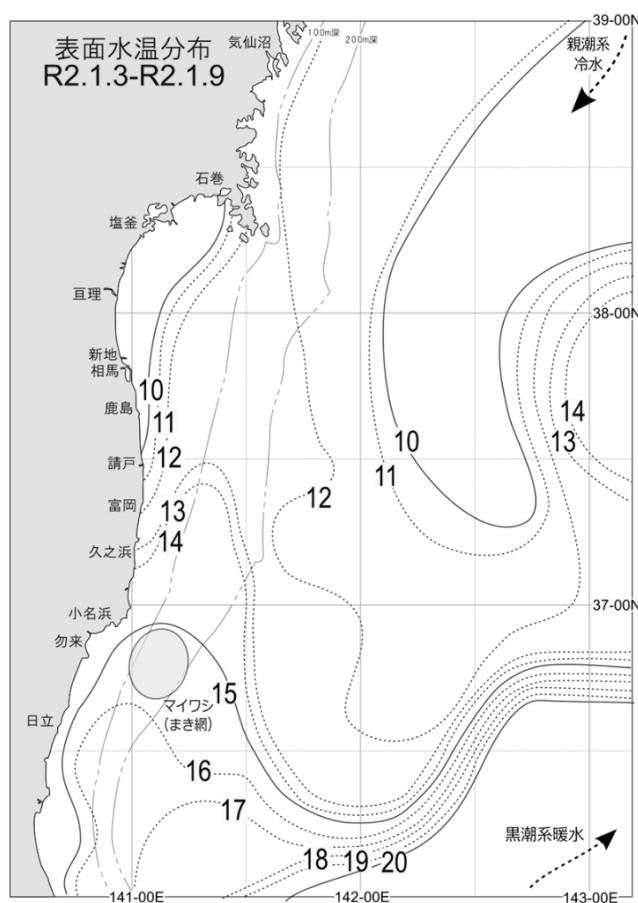 表面水温分布
R2.1.3-R2.1.9
気仙沼
100m深
200m深
39-00N
親潮系
冷水
石巻
塩釜
亘理
38-00N
新地
相馬
鹿島
請戸
富岡
久之浜
小名浜
勿来
日立
10
11
12
13
14
10
11
12
14
13
37-00N
マイワシ
(まき網)
15
16
17
18
19
20
黒潮系暖水
141-00E
142-00E
143-00E